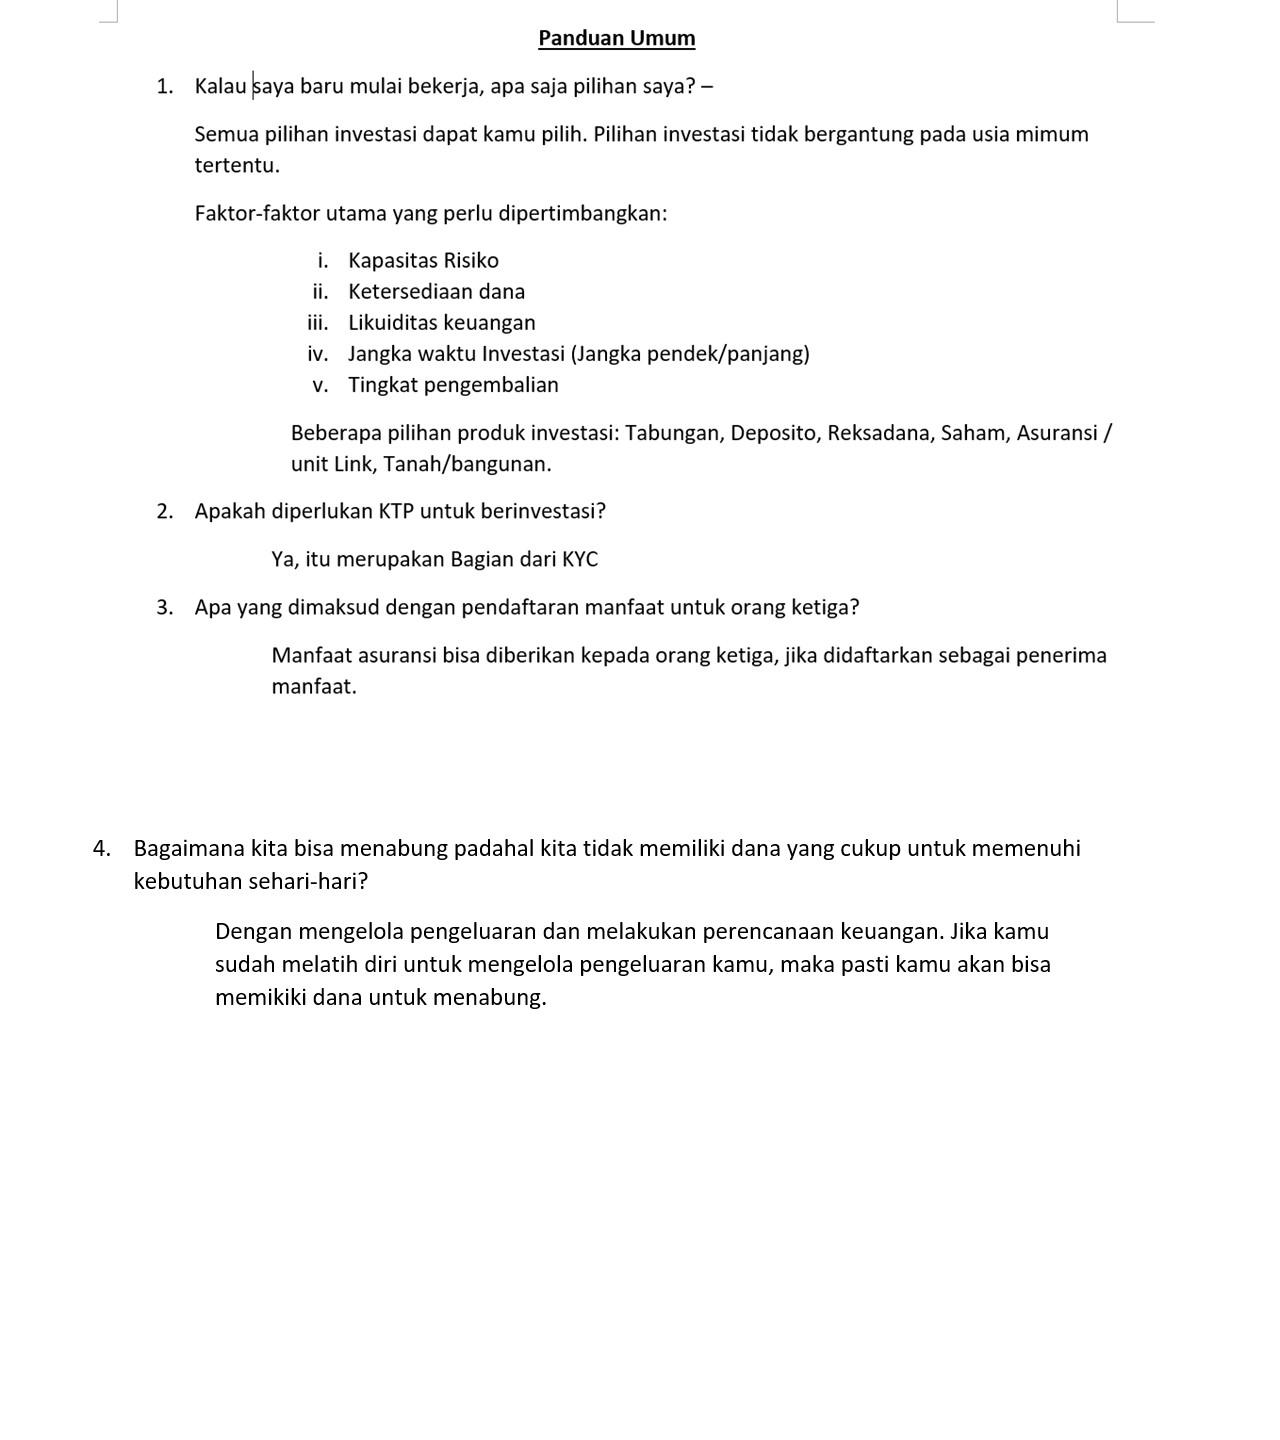 Panduan Umum
1. Kalau saya baru mulai bekerja, apa saja pilihan saya? –
Semua pilihan investasi dapat kamu pilih. Pilihan investasi tidak bergantung pada usia mimum
tertentu.
Faktor-faktor utama yang perlu dipertimbangkan:
i. Kapasitas Risiko
ii. Ketersediaan dana
iii. Likuiditas keuangan
iv. Jangka waktu Investasi (Jangka pendek/panjang)
v. Tingkat pengembalian
Beberapa pilihan produk investasi: Tabungan, Deposito, Reksadana, Saham, Asuransi /
unit Link, Tanah/bangunan.
2. Apakah diperlukan KTP untuk berinvestasi?
Ya, itu merupakan Bagian dari KYC
3. Apa yang dimaksud dengan pendaftaran manfaat untuk orang ketiga?
Manfaat asuransi bisa diberikan kepada orang ketiga, jika didaftarkan sebagai penerima
manfaat.
4. Bagaimana kita bisa menabung padahal kita tidak memiliki dana yang cukup untuk memenuhi
kebutuhan sehari-hari?
Dengan mengelola pengeluaran dan melakukan perencanaan keuangan. Jika kamu
sudah melatih diri untuk mengelola pengeluaran kamu, maka pasti kamu akan bisa
memikiki dana untuk menabung.